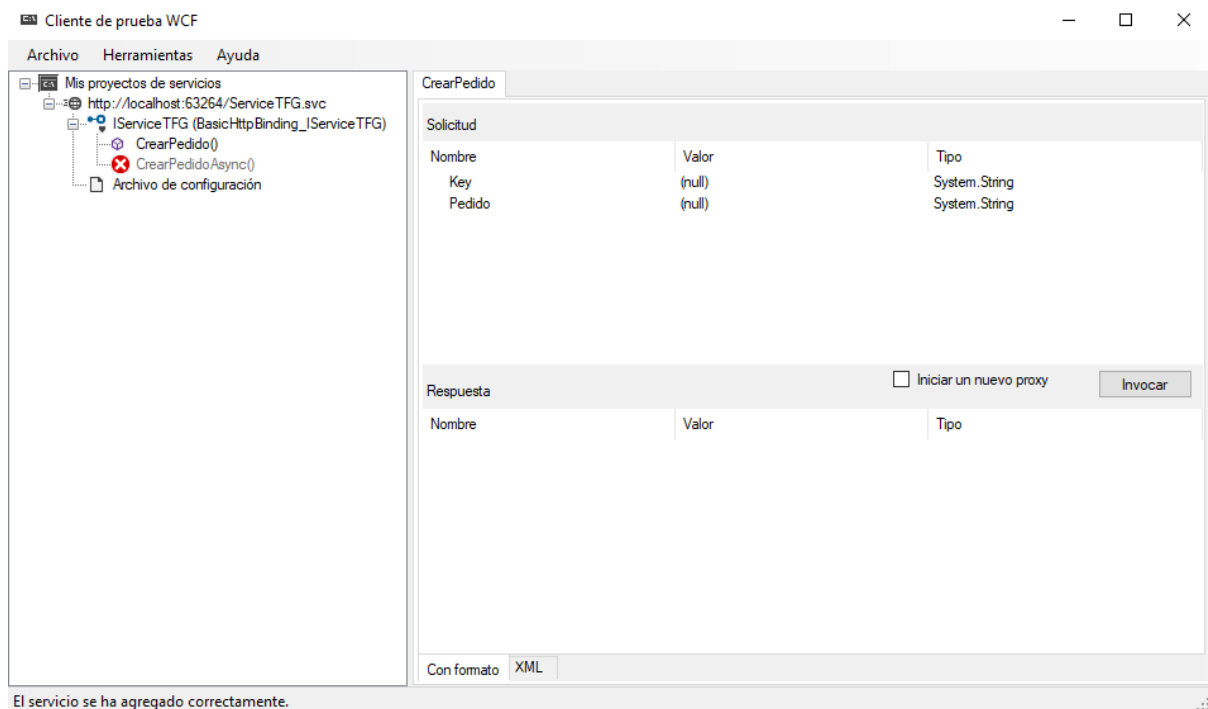 Cliente de prueba WCF
Archivo Herramientas Ayuda
Mis proyectos de servicios
http://localhost:63264/ServiceTFG.svc
IServiceTFG (BasicHttpBinding_IServiceTFG)
CrearPedido()
CrearPedidoAsync()
Archivo de configuración
CrearPedido
Solicitud
Nombre Valor Tipo
Key (null) System.String
Pedido (null) System.String
Respuesta Iniciar un nuevo proxy Invocar
Nombre Valor Tipo
Con formato XML
El servicio se ha agregado correctamente.